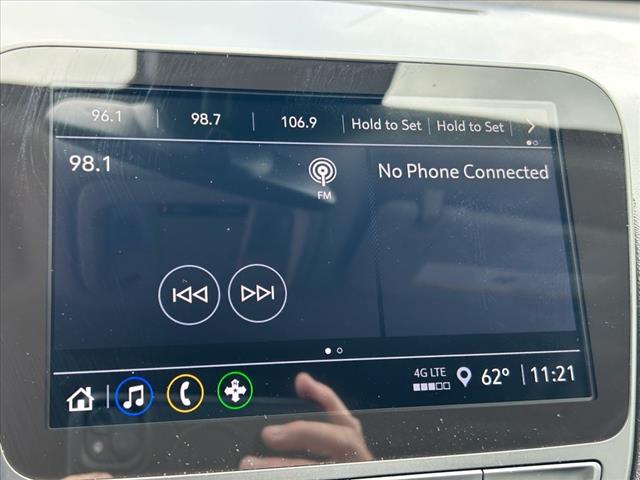 96.1 98.7 106.9 Hold to Set Hold to Set
98.1 FM No Phone Connected
4G LTE 62° 11:21